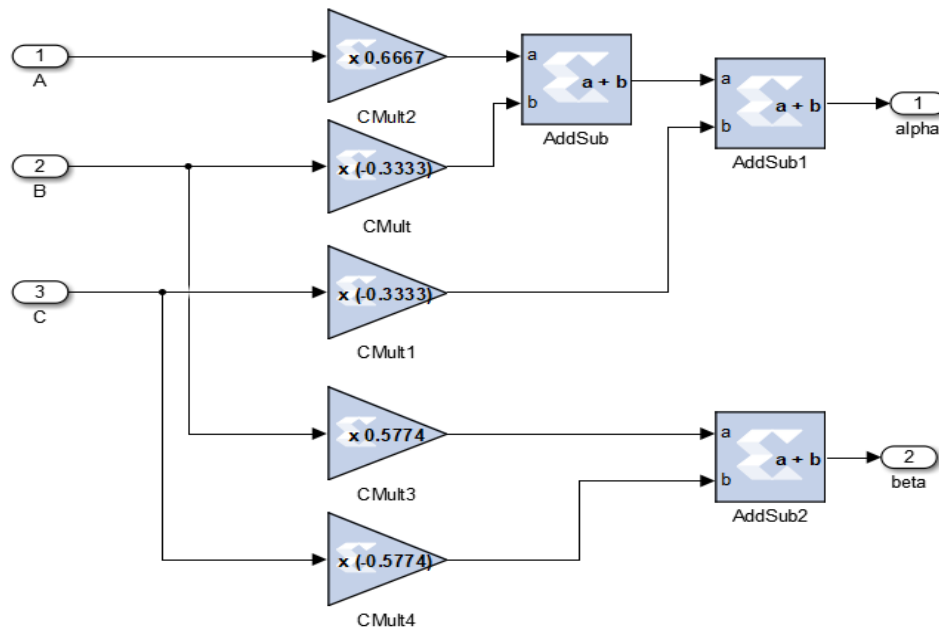 1
A
x 0.6667
CMult2
a
b
a + b
AddSub
a
b
a + b
AddSub1
1
alpha
2
B
x (-0.3333)
CMult
3
C
x (-0.3333)
CMult1
x 0.5774
CMult3
a
b
a + b
AddSub2
2
beta
x (-0.5774)
CMult4